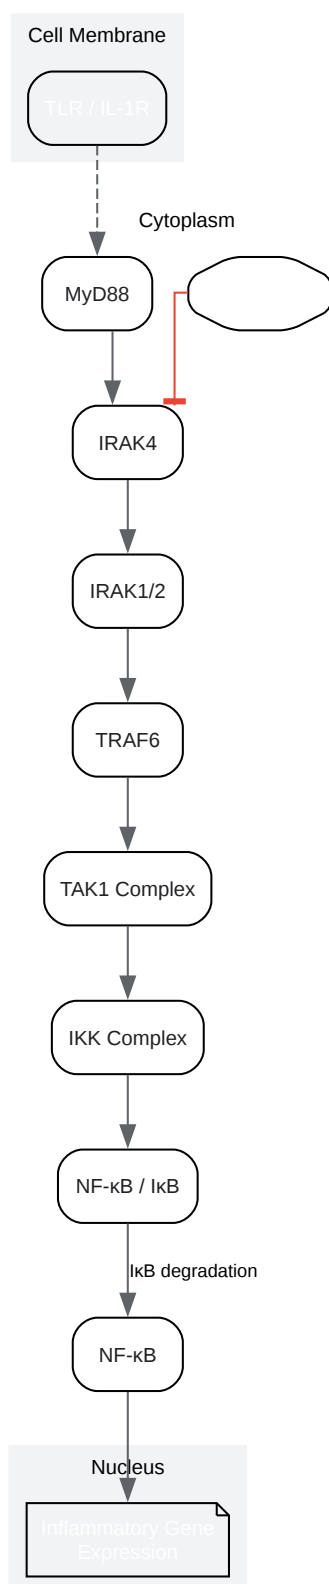 Cell Membrane
TLR / IL-1R
Cytoplasm
MyD88
IRAK4
IRAK1/2
TRAF6
TAK1 Complex
IKK Complex
NF-κB / IκB
IκB degradation
NF-κB
Nucleus
Inflammatory Gene
Expression